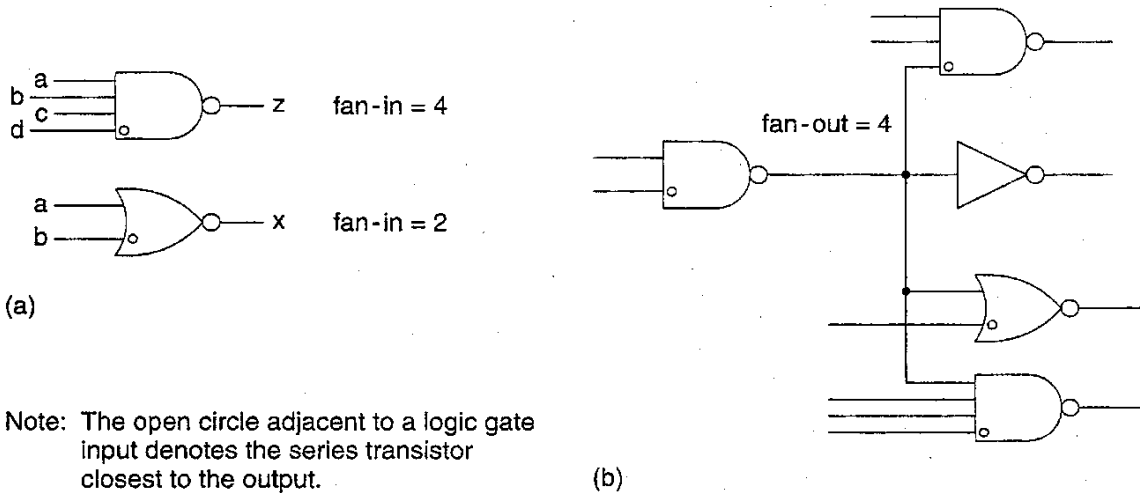 a
b
c
d
z
fan-in = 4
a
b
x
fan-in = 2
(a)
Note: The open circle adjacent to a logic gate
input denotes the series transistor
closest to the output.
fan-out = 4
(b)